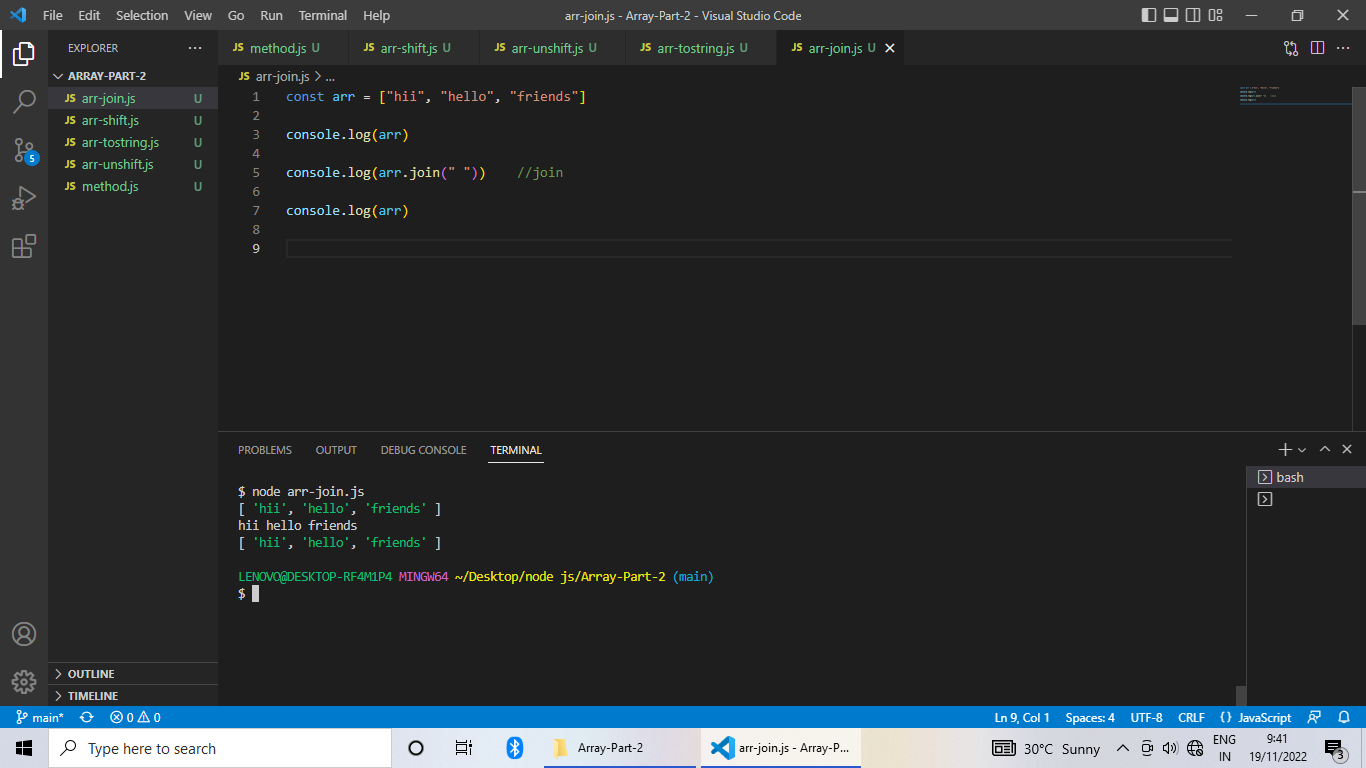 File Edit Selection View Go Run Terminal Help arr-join.js - Array-Part-2 - Visual Studio Code
EXPLORER ...
ARRAY-PART-2
JS arr-join.js U
JS arr-shift.js U
JS arr-tostring.js U
JS arr-unshift.js U
JS method.js U
OUTLINE
TIMELINE
JS method.js U JS arr-shift.js U JS arr-unshift.js U JS arr-tostring.js U JS arr-join.js U
JS arr-join.js > ...
1 const arr = ["hii", "hello", "friends"]
2
3 console.log(arr)
4
5 console.log(arr.join(" ")) //join
6
7 console.log(arr)
8
9
5
PROBLEMS OUTPUT DEBUG CONSOLE TERMINAL
$ node arr-join.js
[ 'hii', 'hello', 'friends' ]
hii hello friends
[ 'hii', 'hello', 'friends' ]
LENOVO@DESKTOP-RF4M1P4 MINGW64 ~/Desktop/node js/Array-Part-2 (main)
$
bash
main* 0 0 Ln 9, Col 1 Spaces: 4 UTF-8 CRLF {} JavaScript
Type here to search Array-Part-2 arr-join.js - Array-P... 30°C Sunny ENG 9:41
IN 19/11/2022 3